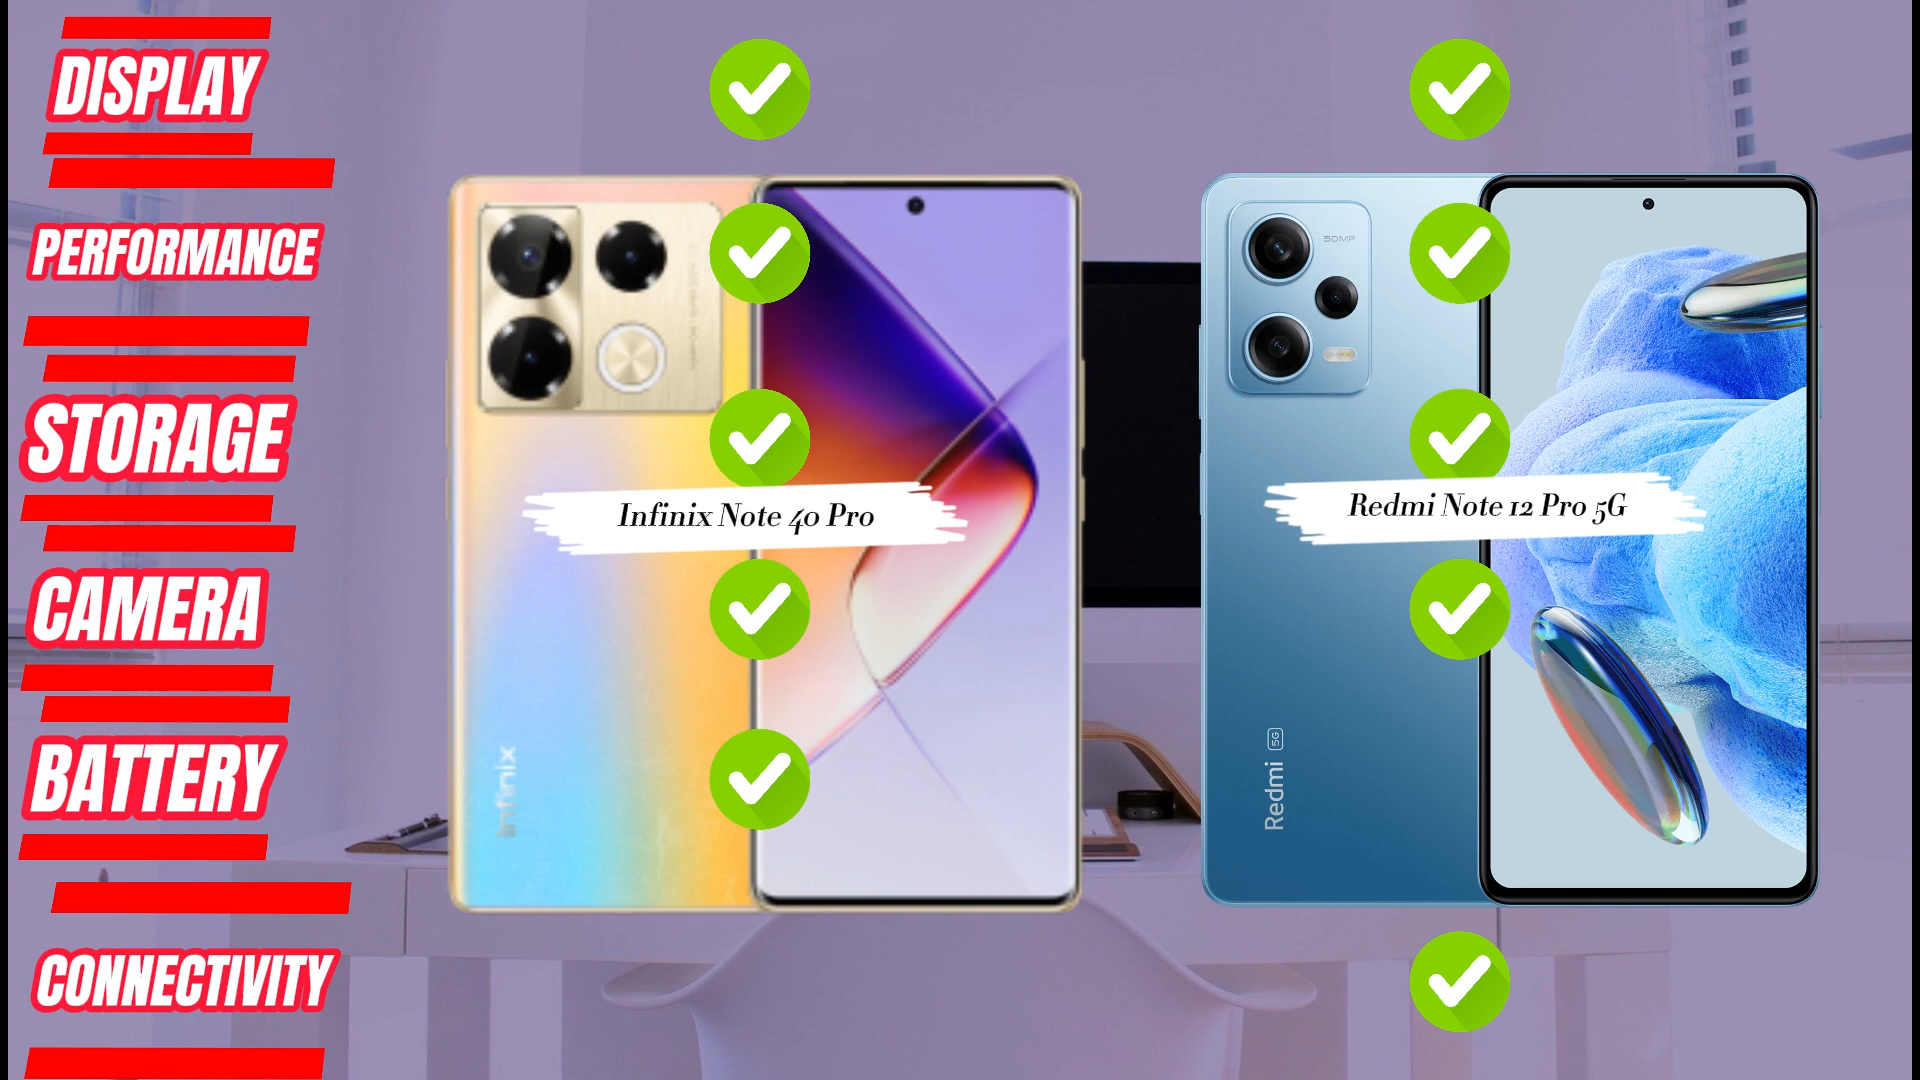 DISPLAY
PERFORMANCE
STORAGE
CAMERA
BATTERY
CONNECTIVITY
Infinix Note 40 Pro
Infinix
50MP
Redmi Note 12 Pro 5G
Redmi 5G